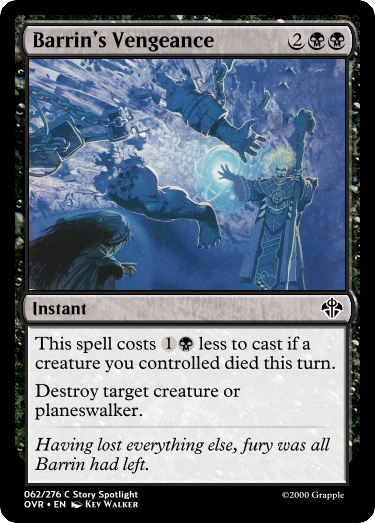 Barrin's Vengeance 2
Instant
This spell costs 1 less to cast if a
creature you controlled died this turn.
Destroy target creature or
planeswalker.
Having lost everything else, fury was all
Barrin had left.
062/276 C Story Spotlight
OVR • EN Key Walker
©2000 Grapple